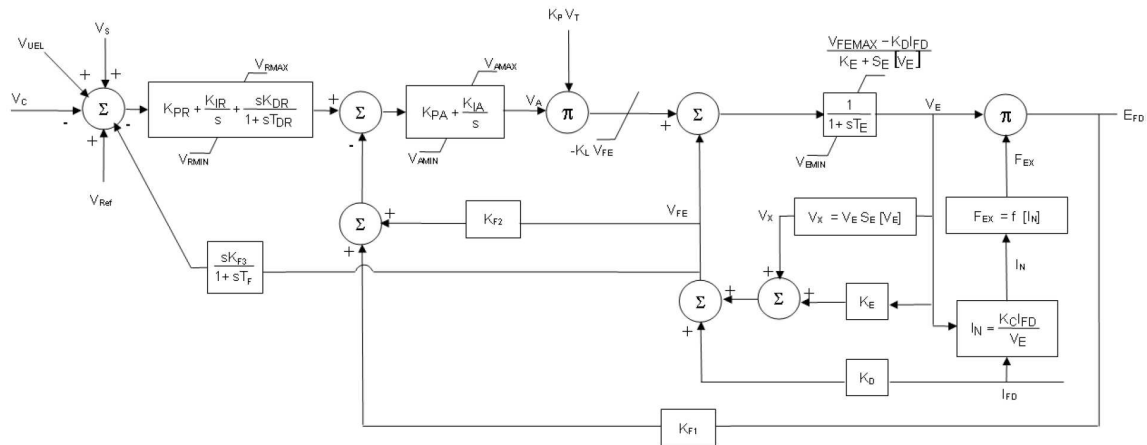 K_P V_T
V_FEMAX – K_D I_FD
K_E + S_E [V_E]
V_S
V_UEL
V_RMAX
V_AMAX
V_C
+
+
-
+
-
Σ
K_PR + K_IR/s + sK_DR/1 + sT_DR
+
-
Σ
K_PA + K_IA/s
V_A
π
+
Σ
1/1 + sT_E
V_E
π
E_FD
V_RMIN
V_AMIN
-K_L V_FE
V_EMIN
F_EX
V_Ref
Σ
+
+
K_F2
V_FE
V_X
V_X = V_E S_E [V_E]
F_EX = f [I_N]
sK_F3/1 + sT_F
I_N
+
Σ
+
+
Σ
+
K_E
I_N = K_C I_FD/V_E
K_D
I_FD
K_F1